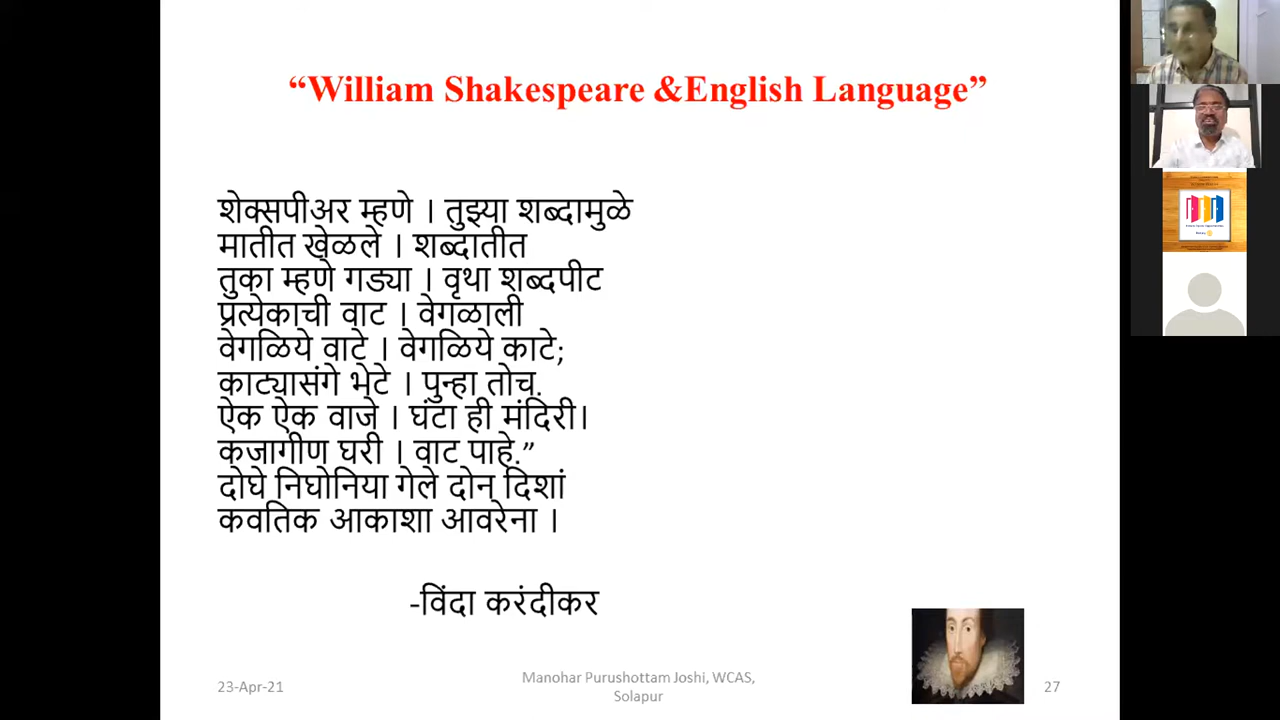 “William Shakespeare &English Language”
शेक्सपीअर म्हणे । तुझ्या शब्दामुळे
मातीत खेळले । शब्दातीत
तुका म्हणे गड्या । वृथा शब्दपीट
प्रत्येकाची वाट । वेगळाली
वेगळिये वाटे । वेगळिये काटे;
काट्यासंगे भेटे । पुन्हा तोच.
ऐक ऐक वाजे । घंटा ही मंदिरी।
कजागीण घरी । वाट पाहे.”
दोघे निघोनिया गेले दोन दिशां
कवतिक आकाशा आवरेना ।
-विंदा करंदीकर
23-Apr-21
Manohar Purushottam Joshi, WCAS,
Solapur
27